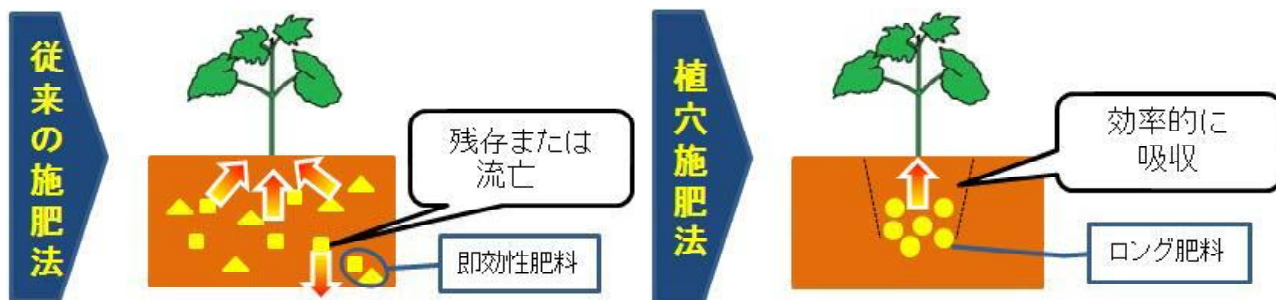 従来の施肥法
残存または
流亡
即効性肥料
植穴施肥法
効率的に
吸収
ロング肥料